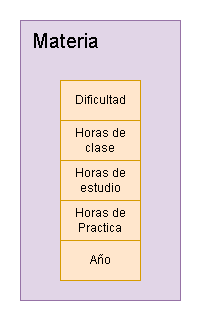 Materia
Dificultad
Horas de
clase
Horas de
estudio
Horas de
Practica
Año